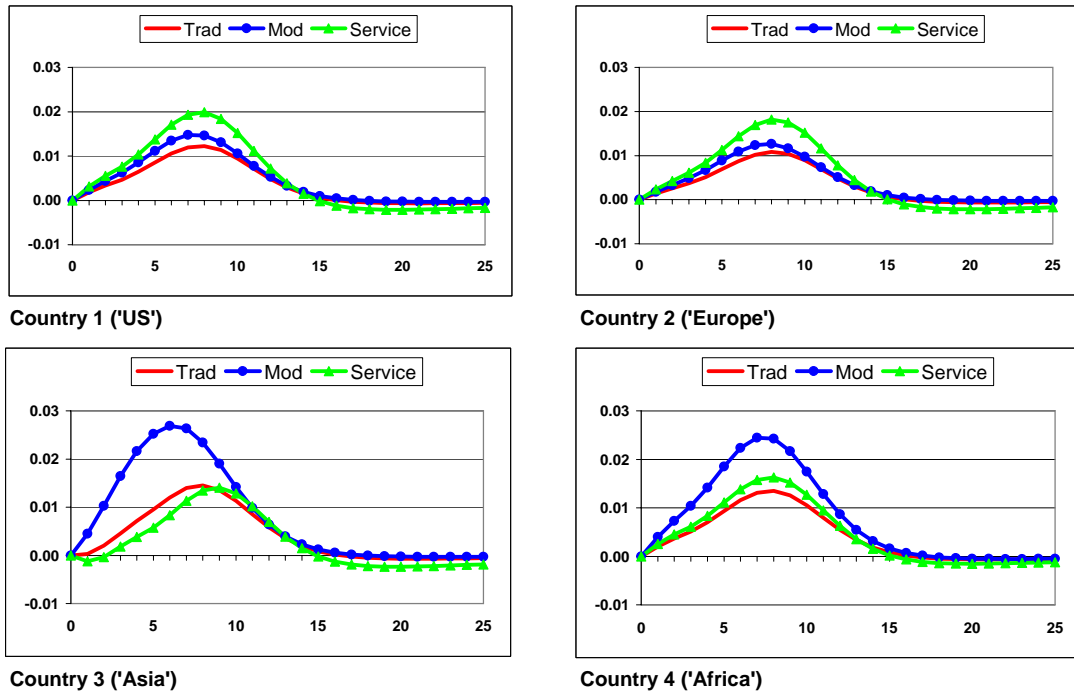 Trad Mod Service
0.03
0.02
0.01
0.00
-0.01
0 5 10 15 20 25
Country 1 ('US')
Trad Mod Service
0.03
0.02
0.01
0.00
-0.01
0 5 10 15 20 25
Country 2 ('Europe')
Trad Mod Service
0.03
0.02
0.01
0.00
-0.01
0 5 10 15 20 25
Country 3 ('Asia')
Trad Mod Service
0.03
0.02
0.01
0.00
-0.01
0 5 10 15 20 25
Country 4 ('Africa')